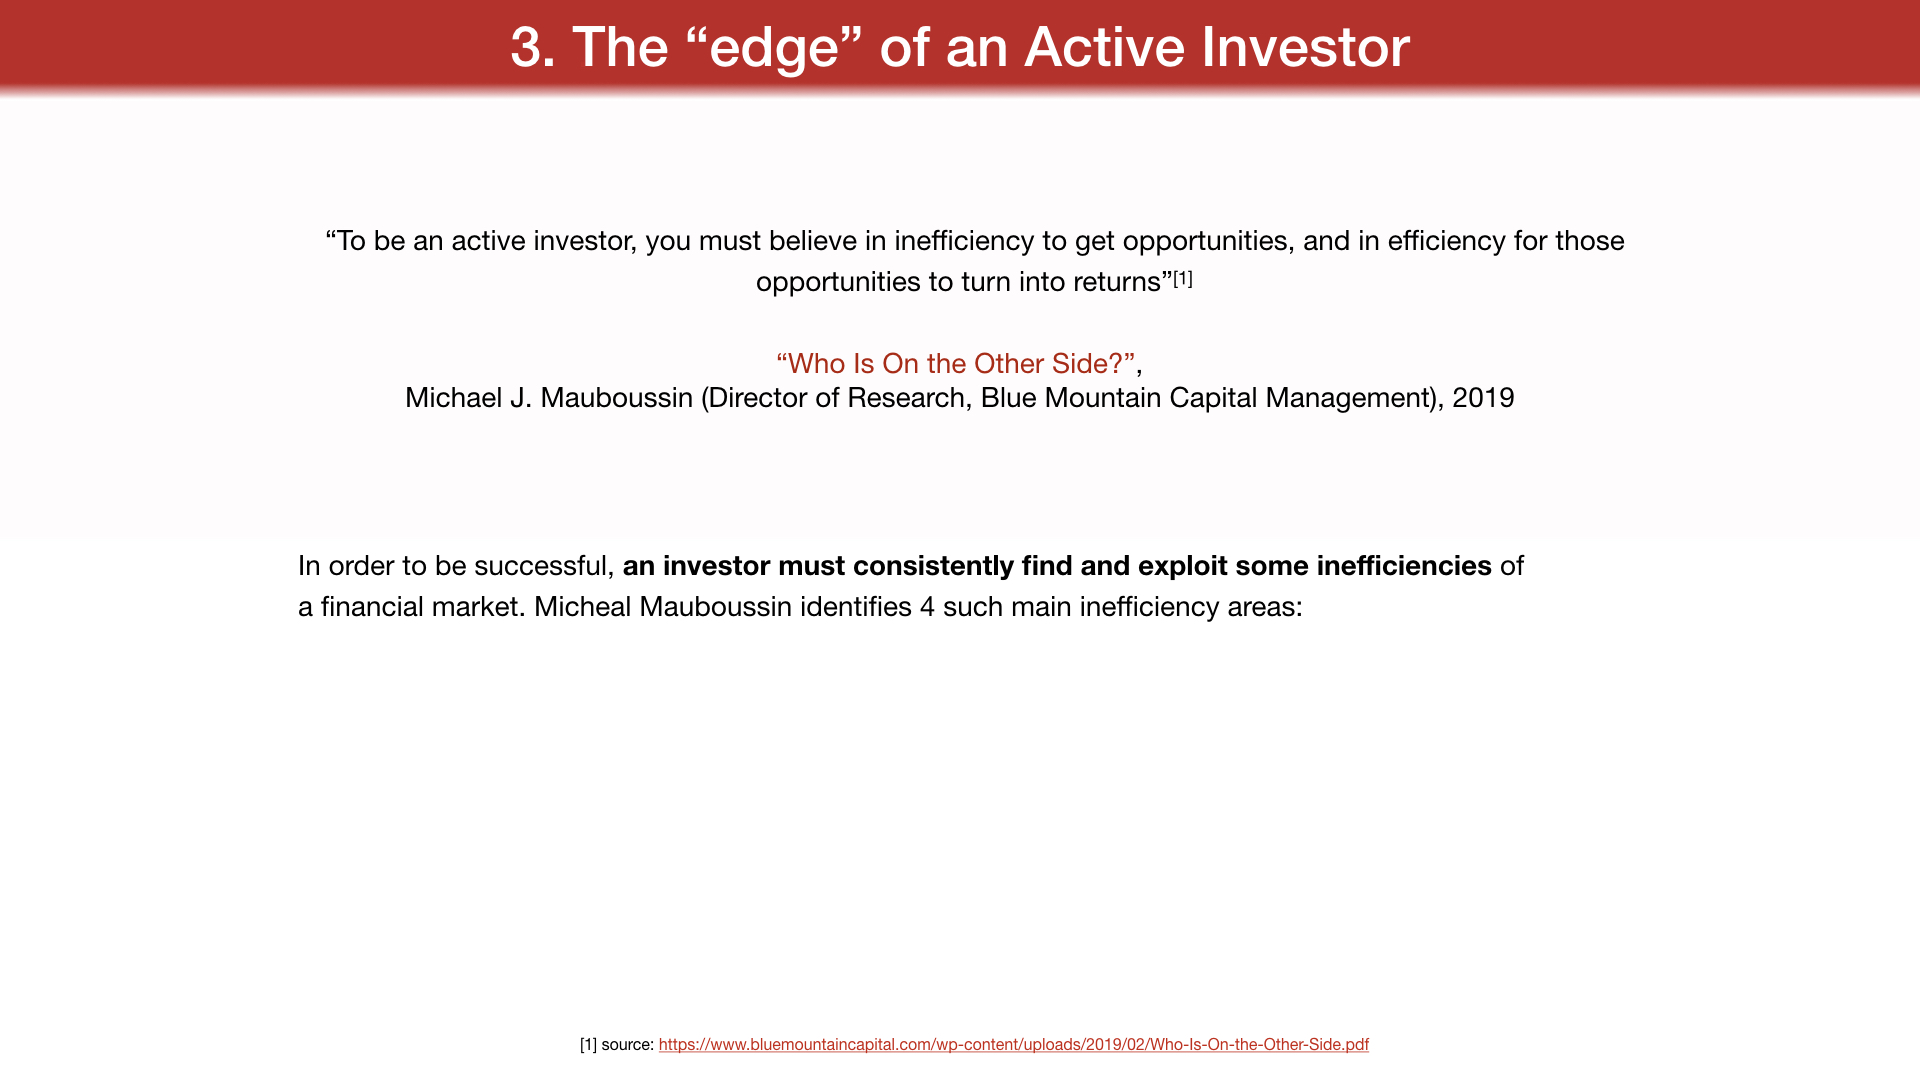 3. The “edge” of an Active Investor
“To be an active investor, you must believe in inefficiency to get opportunities, and in efficiency for those
opportunities to turn into returns”[1]
“Who Is On the Other Side?”,
Michael J. Mauboussin (Director of Research, Blue Mountain Capital Management), 2019
In order to be successful, an investor must consistently find and exploit some inefficiencies of
a financial market. Micheal Mauboussin identifies 4 such main inefficiency areas:
[1] source: https://www.bluemountaincapital.com/wp-content/uploads/2019/02/Who-Is-On-the-Other-Side.pdf